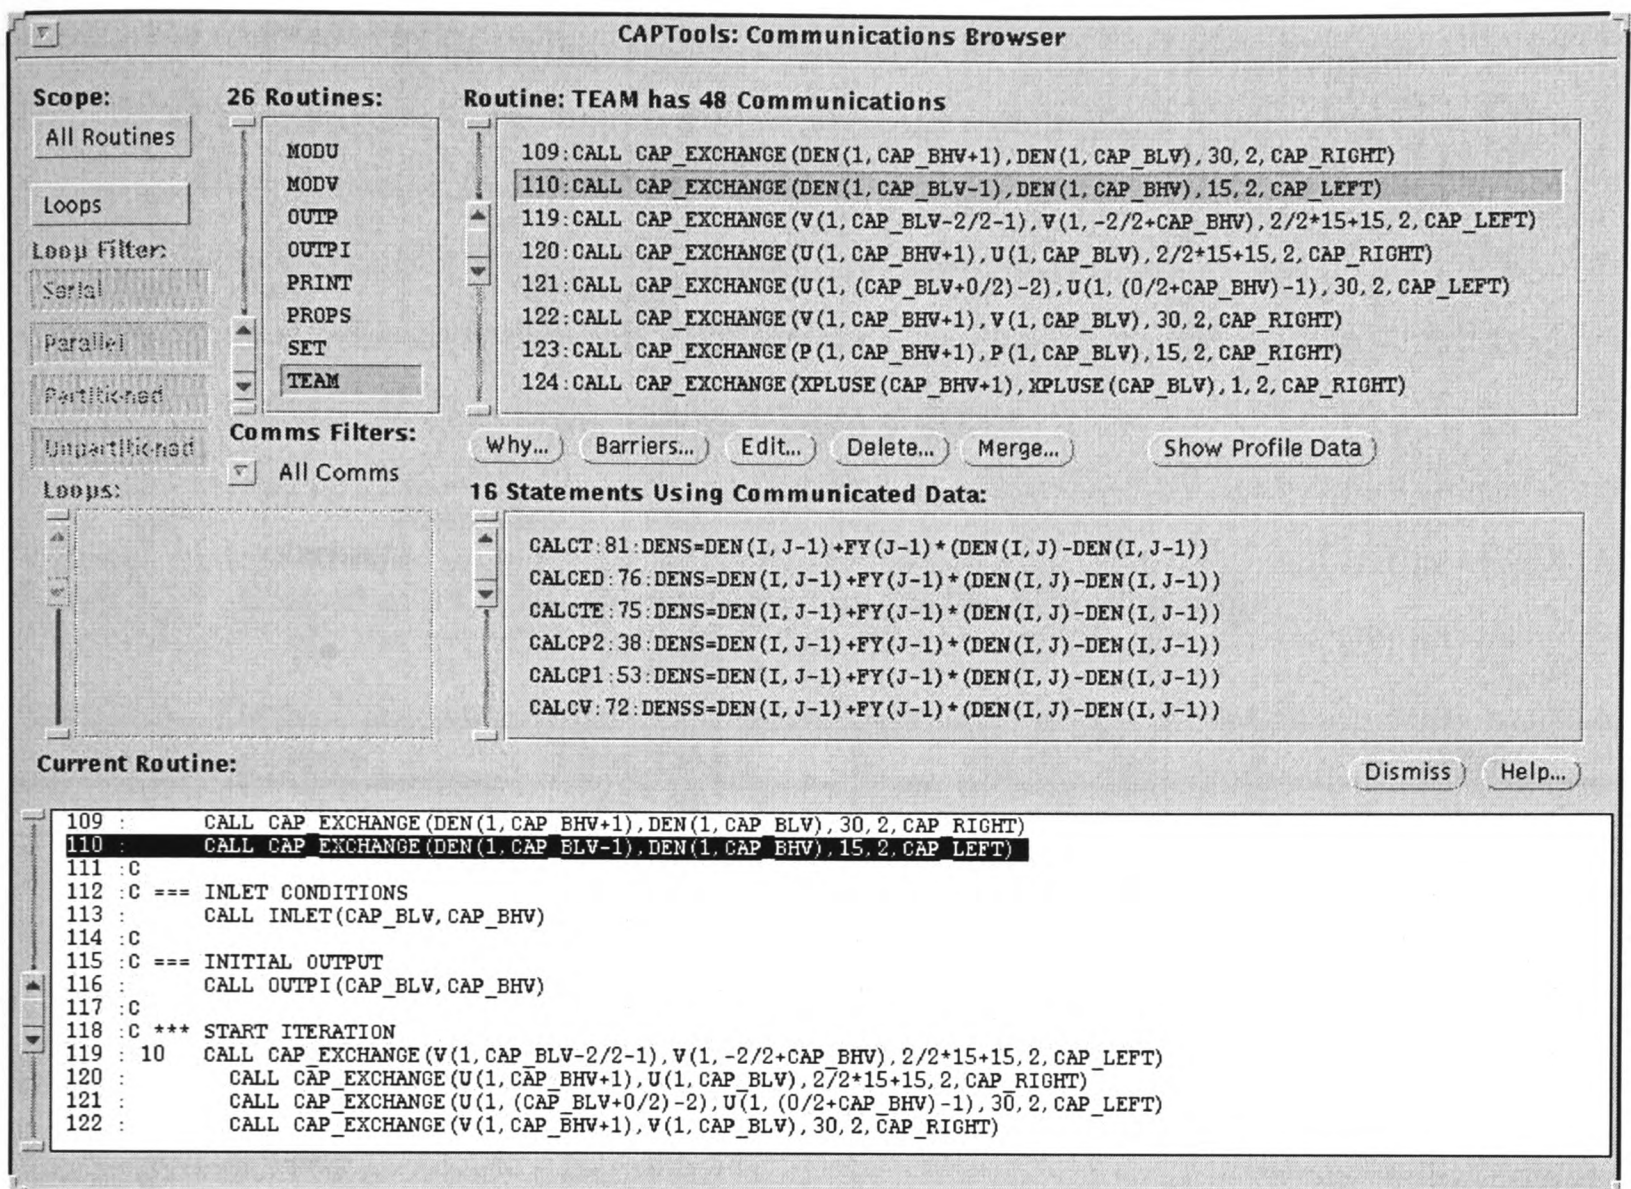 CAPTools: Communications Browser
Scope:
All Routines
Loops
Loop Filter:
Serial
Parallel
Partitioned
Unpartitioned
Loops:
26 Routines:
MODU
MODV
OUTP
OUTPI
PRINT
PROPS
SET
TEAM
Comms Filters:
All Comms
Routine: TEAM has 48 Communications
109:CALL CAP_EXCHANGE(DEN(1,CAP_BHV+1),DEN(1,CAP_BLV),30,2,CAP_RIGHT)
110:CALL CAP_EXCHANGE(DEN(1,CAP_BLV-1),DEN(1,CAP_BHV),15,2,CAP_LEFT)
119:CALL CAP_EXCHANGE(V(1,CAP_BLV-2/2-1),V(1,-2/2+CAP_BHV),2/2*15+15,2,CAP_LEFT)
120:CALL CAP_EXCHANGE(U(1,CAP_BHV+1),U(1,CAP_BLV),2/2*15+15,2,CAP_RIGHT)
121:CALL CAP_EXCHANGE(U(1,(CAP_BLV+0/2)-2),U(1,(0/2+CAP_BHV)-1),30,2,CAP_LEFT)
122:CALL CAP_EXCHANGE(V(1,CAP_BHV+1),V(1,CAP_BLV),30,2,CAP_RIGHT)
123:CALL CAP_EXCHANGE(P(1,CAP_BHV+1),P(1,CAP_BLV),15,2,CAP_RIGHT)
124:CALL CAP_EXCHANGE(XPLUSE(CAP_BHV+1),XPLUSE(CAP_BLV),1,2,CAP_RIGHT)
Why... Barriers... Edit... Delete... Merge... Show Profile Data
16 Statements Using Communicated Data:
CALCT:81:DENS=DEN(I,J-1)+FY(J-1)*(DEN(I,J)-DEN(I,J-1))
CALCED:76:DENS=DEN(I,J-1)+FY(J-1)*(DEN(I,J)-DEN(I,J-1))
CALCTE:75:DENS=DEN(I,J-1)+FY(J-1)*(DEN(I,J)-DEN(I,J-1))
CALCP2:38:DENS=DEN(I,J-1)+FY(J-1)*(DEN(I,J)-DEN(I,J-1))
CALCP1:53:DENS=DEN(I,J-1)+FY(J-1)*(DEN(I,J)-DEN(I,J-1))
CALCV:72:DENSS=DEN(I,J-1)+FY(J-1)*(DEN(I,J)-DEN(I,J-1))
Current Routine:
Dismiss Help...
109 : CALL CAP_EXCHANGE(DEN(1,CAP_BHV+1),DEN(1,CAP_BLV),30,2,CAP_RIGHT)
110 : CALL CAP_EXCHANGE(DEN(1,CAP_BLV-1),DEN(1,CAP_BHV),15,2,CAP_LEFT)
111 :C
112 :C === INLET CONDITIONS
113 : CALL INLET(CAP_BLV,CAP_BHV)
114 :C
115 :C === INITIAL OUTPUT
116 : CALL OUTPI(CAP_BLV,CAP_BHV)
117 :C
118 :C *** START ITERATION
119 : 10 CALL CAP_EXCHANGE(V(1,CAP_BLV-2/2-1),V(1,-2/2+CAP_BHV),2/2*15+15,2,CAP_LEFT)
120 : CALL CAP_EXCHANGE(U(1,CAP_BHV+1),U(1,CAP_BLV),2/2*15+15,2,CAP_RIGHT)
121 : CALL CAP_EXCHANGE(U(1,(CAP_BLV+0/2)-2),U(1,(0/2+CAP_BHV)-1),30,2,CAP_LEFT)
122 : CALL CAP_EXCHANGE(V(1,CAP_BHV+1),V(1,CAP_BLV),30,2,CAP_RIGHT)